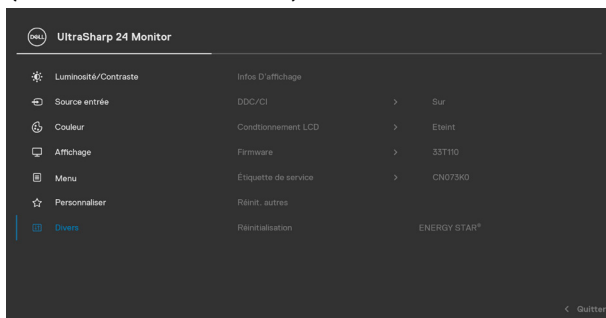 DELL UltraSharp 24 Monitor
Luminosité/Contraste Infos D'affichage
Source entrée DDC/CI > Sur
Couleur Condtionnement LCD > Eteint
Affichage Firmware > 33T110
Menu Étiquette de service > CN073K0
Personnaliser Réinit. autres
Divers Réinitialisation ENERGY STAR®
< Quitter